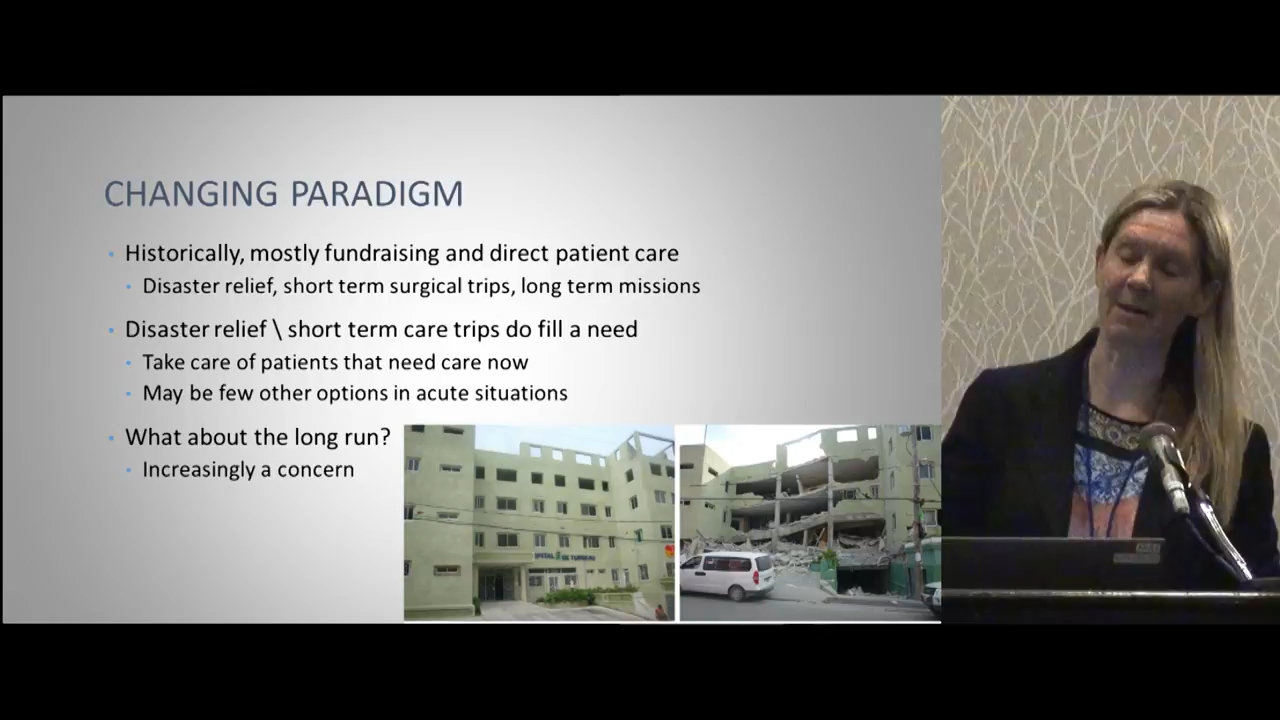 CHANGING PARADIGM
Historically, mostly fundraising and direct patient care
Disaster relief, short term surgical trips, long term missions
Disaster relief \ short term care trips do fill a need
Take care of patients that need care now
May be few other options in acute situations
What about the long run?
Increasingly a concern